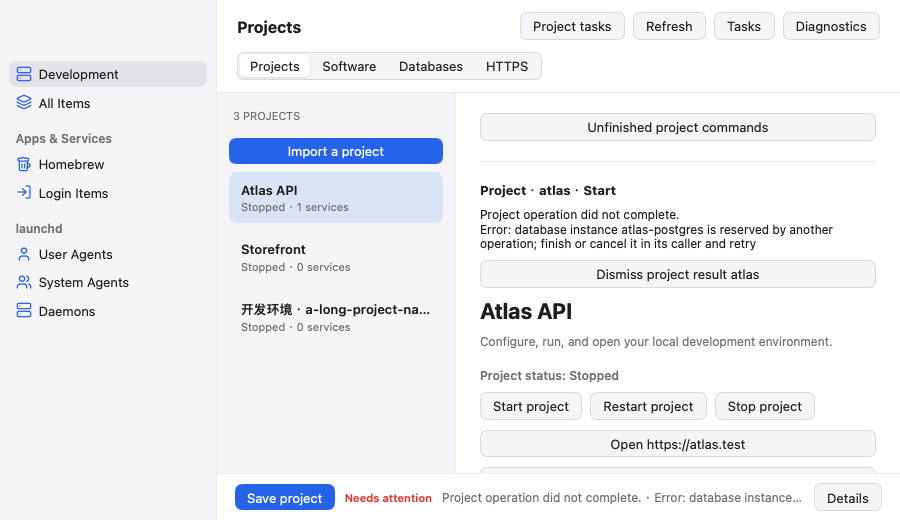 Projects
Project tasks
Refresh
Tasks
Diagnostics
Projects
Software
Databases
HTTPS
Development
All Items
Apps & Services
Homebrew
Login Items
launchd
User Agents
System Agents
Daemons
3 PROJECTS
Import a project
Atlas API
Stopped · 1 services
Storefront
Stopped · 0 services
开发环境 · a-long-project-na...
Stopped · 0 services
Unfinished project commands
Project · atlas · Start
Project operation did not complete.
Error: database instance atlas-postgres is reserved by another
operation; finish or cancel it in its caller and retry
Dismiss project result atlas
Atlas API
Configure, run, and open your local development environment.
Project status: Stopped
Start project
Restart project
Stop project
Open https://atlas.test
Save project
Needs attention
Project operation did not complete. · Error: database instance...
Details